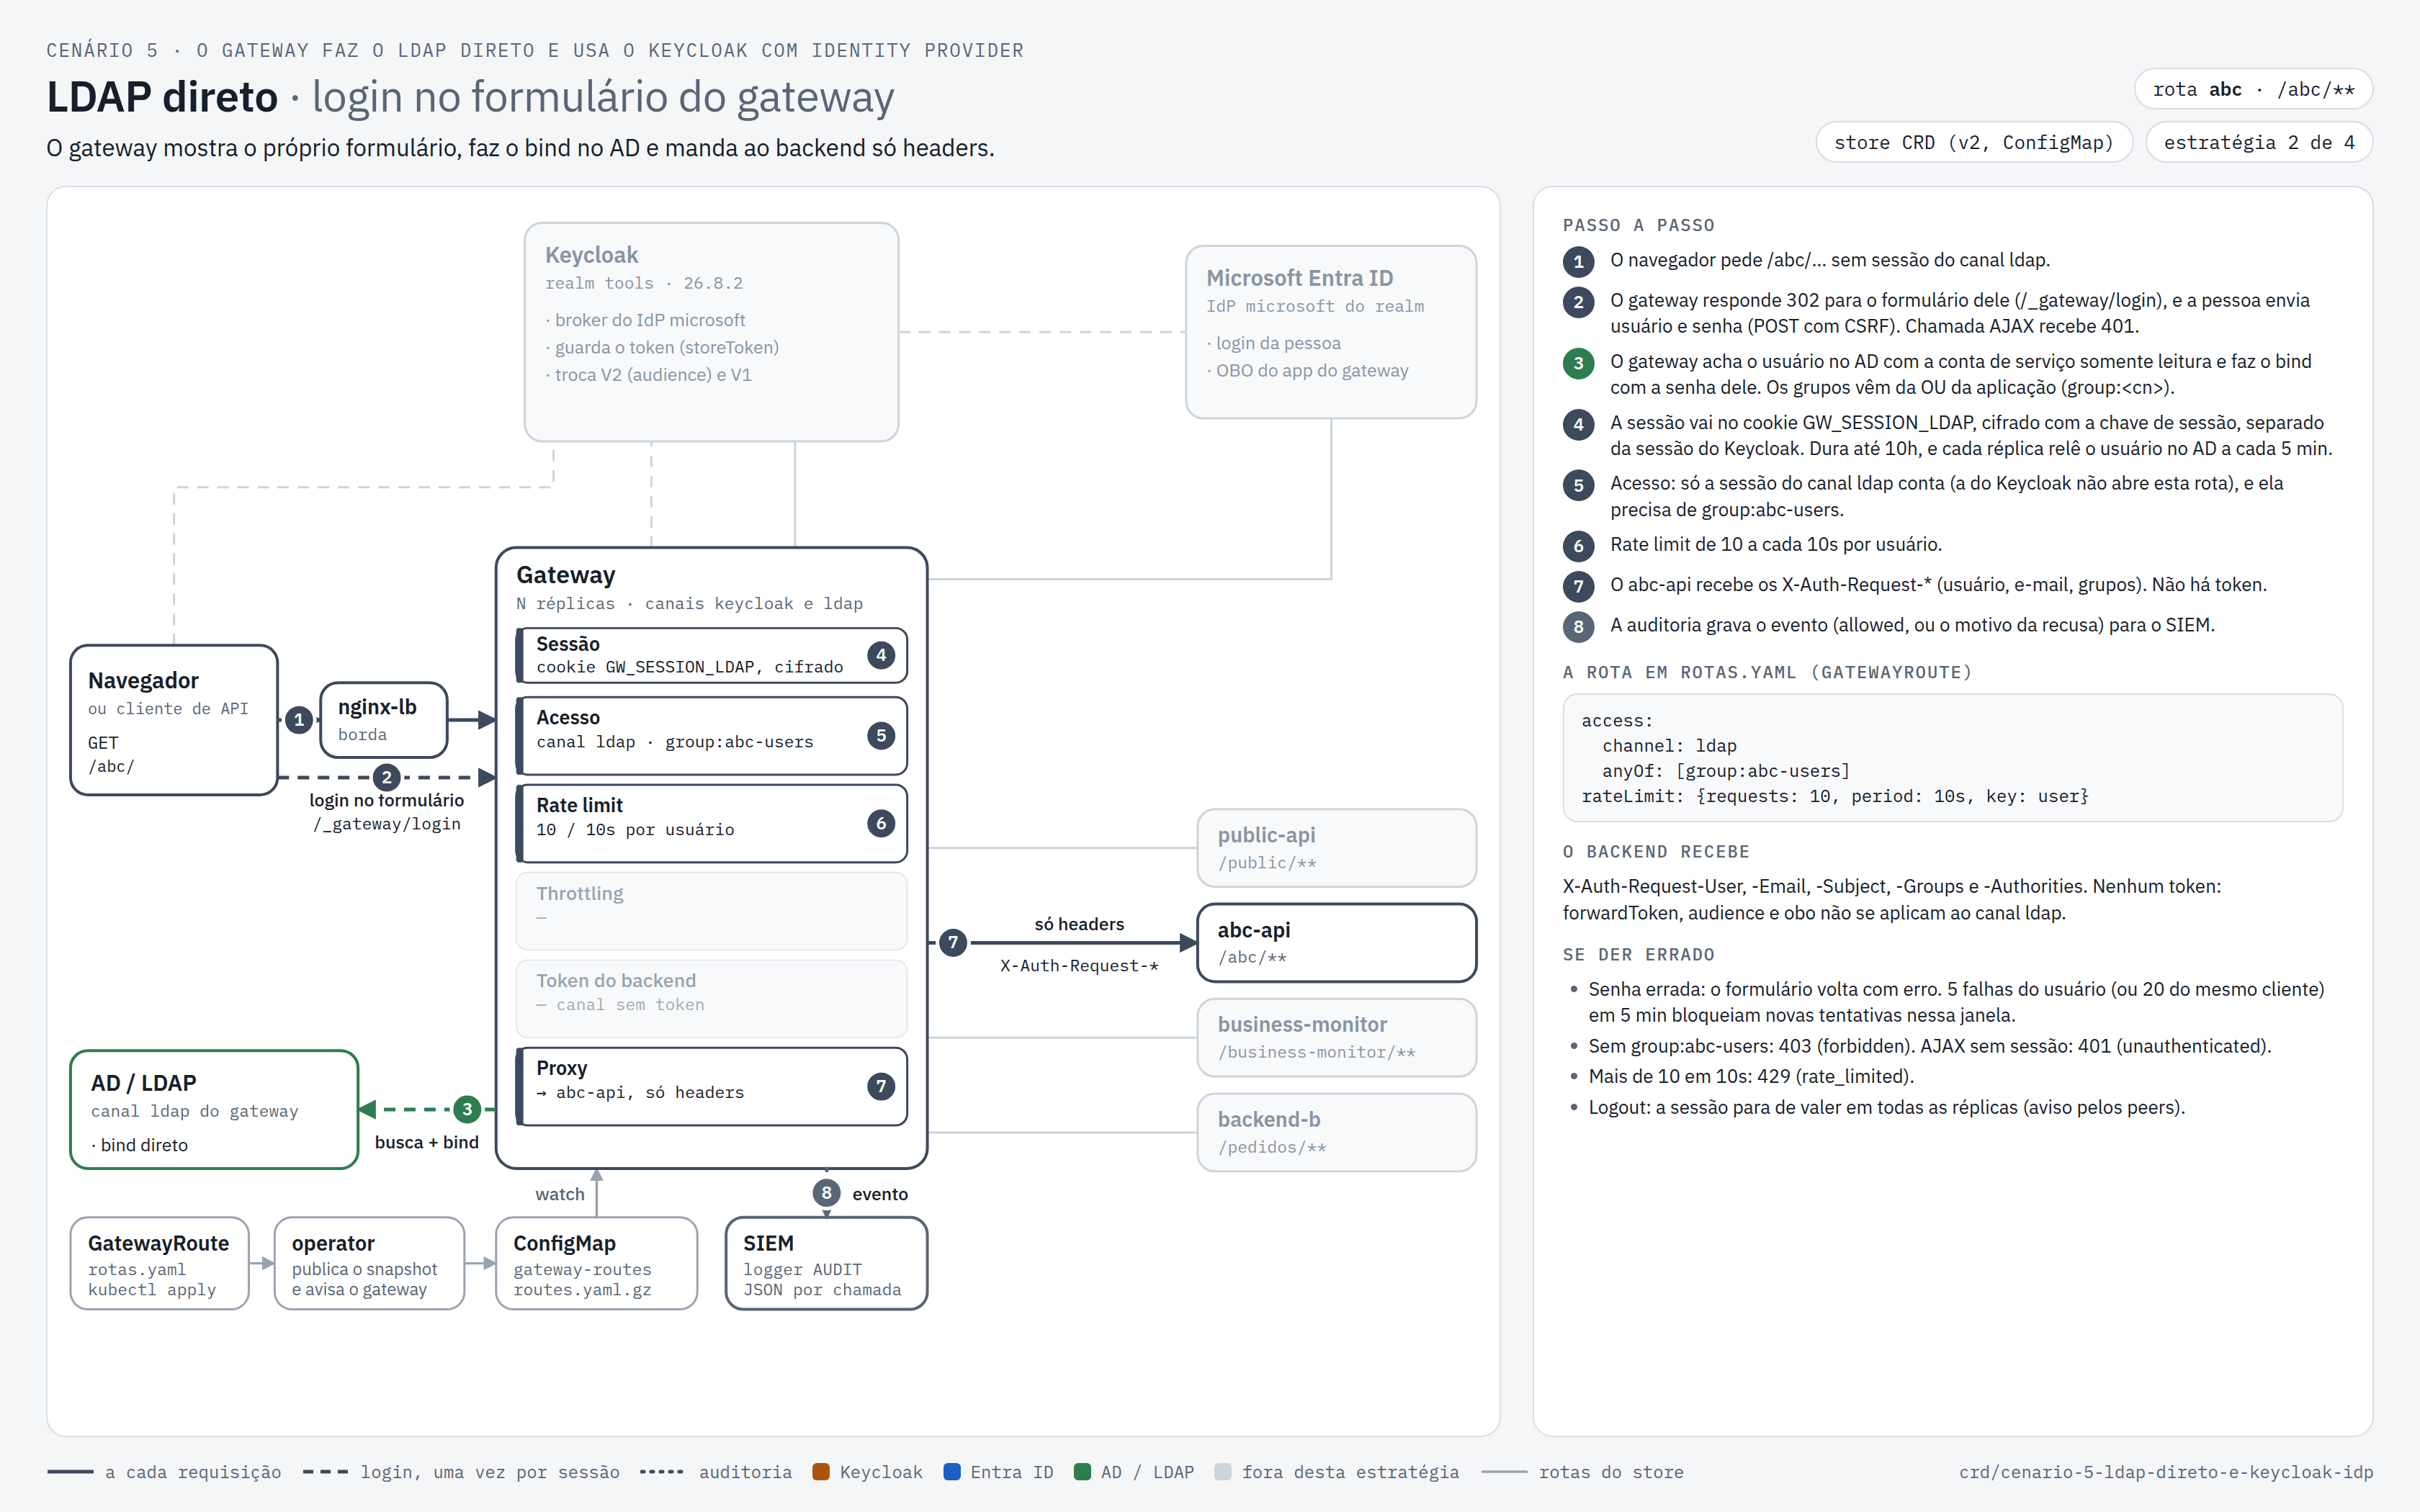 CENÁRIO 5 · O GATEWAY FAZ O LDAP DIRETO E USA O KEYCLOAK COM IDENTITY PROVIDER
LDAP direto · login no formulário do gateway
O gateway mostra o próprio formulário, faz o bind no AD e manda ao backend só headers.
rota abc · /abc/**
store CRD (v2, ConfigMap)
estratégia 2 de 4
Keycloak
realm tools · 26.8.2
· broker do IdP microsoft
· guarda o token (storeToken)
· troca V2 (audience) e V1
Microsoft Entra ID
IdP microsoft do realm
· login da pessoa
· OBO do app do gateway
Gateway
N réplicas · canais keycloak e ldap
Sessão
cookie GW_SESSION_LDAP, cifrado
4
Acesso
canal ldap · group:abc-users
5
Rate limit
10 / 10s por usuário
6
Throttling
—
Token do backend
— canal sem token
Proxy
→ abc-api, só headers
7
Navegador
ou cliente de API
GET
/abc/
1
nginx-lb
borda
2
login no formulário
/_gateway/login
AD / LDAP
canal ldap do gateway
· bind direto
3
busca + bind
7
só headers
X-Auth-Request-*
public-api
/public/**
abc-api
/abc/**
business-monitor
/business-monitor/**
backend-b
/pedidos/**
watch
8
evento
GatewayRoute
rotas.yaml
kubectl apply
operator
publica o snapshot
e avisa o gateway
ConfigMap
gateway-routes
routes.yaml.gz
SIEM
logger AUDIT
JSON por chamada
PASSO A PASSO
1 O navegador pede /abc/... sem sessão do canal ldap.
2 O gateway responde 302 para o formulário dele (/_gateway/login), e a pessoa envia
usuário e senha (POST com CSRF). Chamada AJAX recebe 401.
3 O gateway acha o usuário no AD com a conta de serviço somente leitura e faz o bind
com a senha dele. Os grupos vêm da OU da aplicação (group:<cn>).
4 A sessão vai no cookie GW_SESSION_LDAP, cifrado com a chave de sessão, separado
da sessão do Keycloak. Dura até 10h, e cada réplica relê o usuário no AD a cada 5 min.
5 Acesso: só a sessão do canal ldap conta (a do Keycloak não abre esta rota), e ela
precisa de group:abc-users.
6 Rate limit de 10 a cada 10s por usuário.
7 O abc-api recebe os X-Auth-Request-* (usuário, e-mail, grupos). Não há token.
8 A auditoria grava o evento (allowed, ou o motivo da recusa) para o SIEM.
A ROTA EM ROTAS.YAML (GATEWAYROUTE)
access:
  channel: ldap
  anyOf: [group:abc-users]
rateLimit: {requests: 10, period: 10s, key: user}
O BACKEND RECEBE
X-Auth-Request-User, -Email, -Subject, -Groups e -Authorities. Nenhum token:
forwardToken, audience e obo não se aplicam ao canal ldap.
SE DER ERRADO
• Senha errada: o formulário volta com erro. 5 falhas do usuário (ou 20 do mesmo cliente)
em 5 min bloqueiam novas tentativas nessa janela.
• Sem group:abc-users: 403 (forbidden). AJAX sem sessão: 401 (unauthenticated).
• Mais de 10 em 10s: 429 (rate_limited).
• Logout: a sessão para de valer em todas as réplicas (aviso pelos peers).
a cada requisição
login, uma vez por sessão
auditoria
Keycloak
Entra ID
AD / LDAP
fora desta estratégia
rotas do store
crd/cenario-5-ldap-direto-e-keycloak-idp